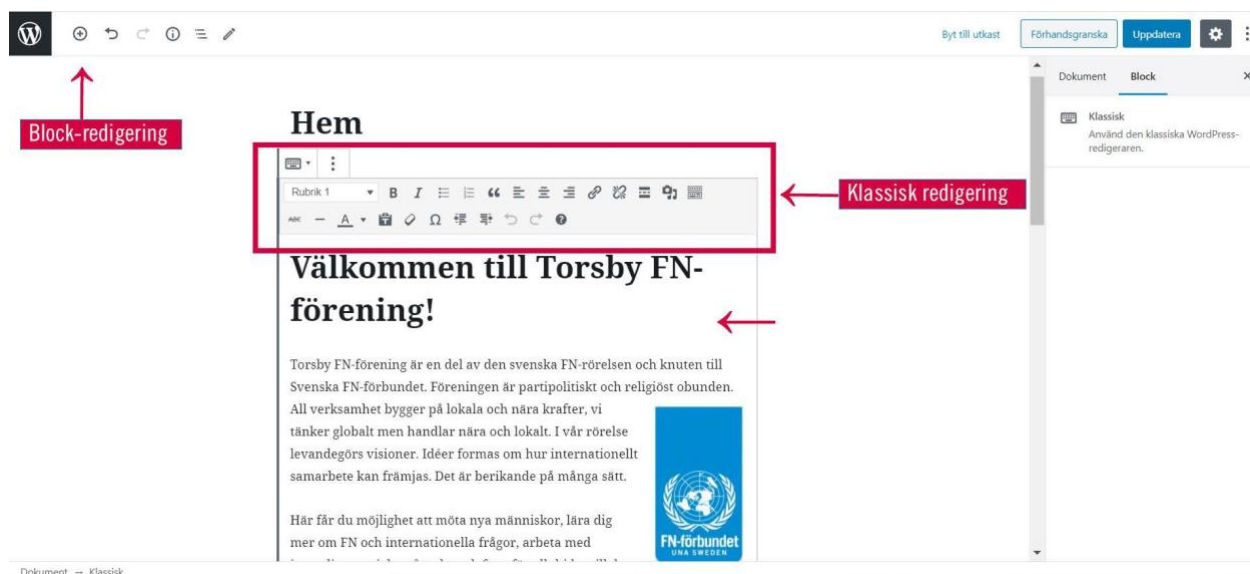 Byt till utkast Förhandsgranska Uppdatera
Dokument Block
Block-redigering
Klassisk
Använd den klassiska WordPress-
redigeraren.
Hem
Rubrik 1
Klassisk redigering
ABC
Välkommen till Torsby FN-
förening!
Torsby FN-förening är en del av den svenska FN-rörelsen och knuten till
Svenska FN-förbundet. Föreningen är partipolitiskt och religiöst obunden.
All verksamhet bygger på lokala och nära krafter, vi
tänker globalt men handlar nära och lokalt. I vår rörelse
levandegörs visioner. Idéer formas om hur internationellt
samarbete kan främjas. Det är berikande på många sätt.
Här får du möjlighet att möta nya människor, lära dig
mer om FN och internationella frågor, arbeta med
FN-förbundet
UNA SWEDEN
Dokument → Klassisk